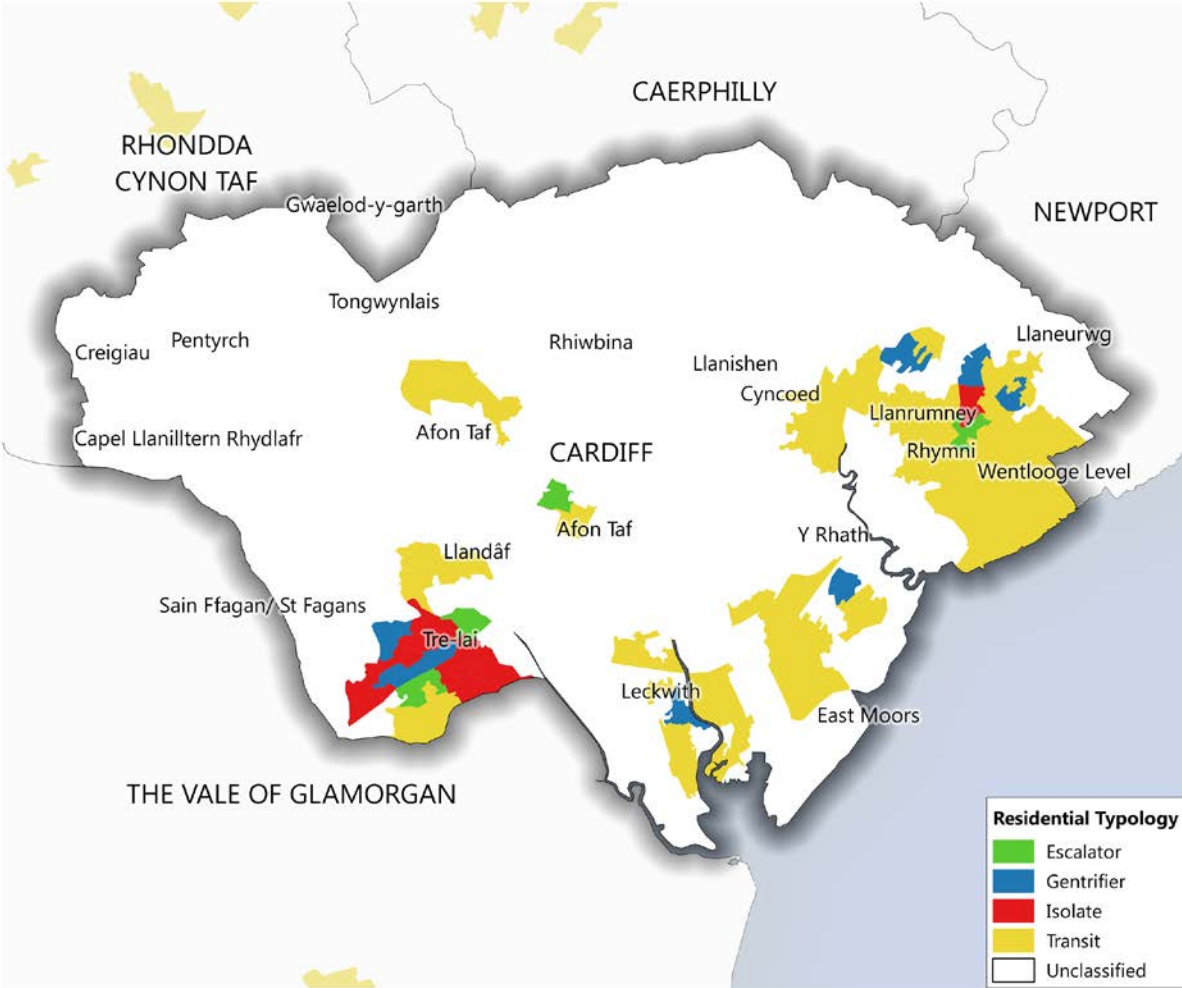 CAERPHILLY
RHONDDA
CYNON TAF
Gwaelod-y-garth
NEWPORT
Tongwynlais
Creigiau
Pentyrch
Rhiwbina
Llaneurwg
Llanishen
Cyncoed
Llanrumney
Capel Llanilltern Rhydlafr
Afon Taf
CARDIFF
Rhymni
Wentlooge Level
Afon Taf
Y Rhath
Llandâf
Sain Ffagan/ St Fagans
Tre-lai
Leckwith
East Moors
THE VALE OF GLAMORGAN
Residential Typology
Escalator
Gentrifier
Isolate
Transit
Unclassified